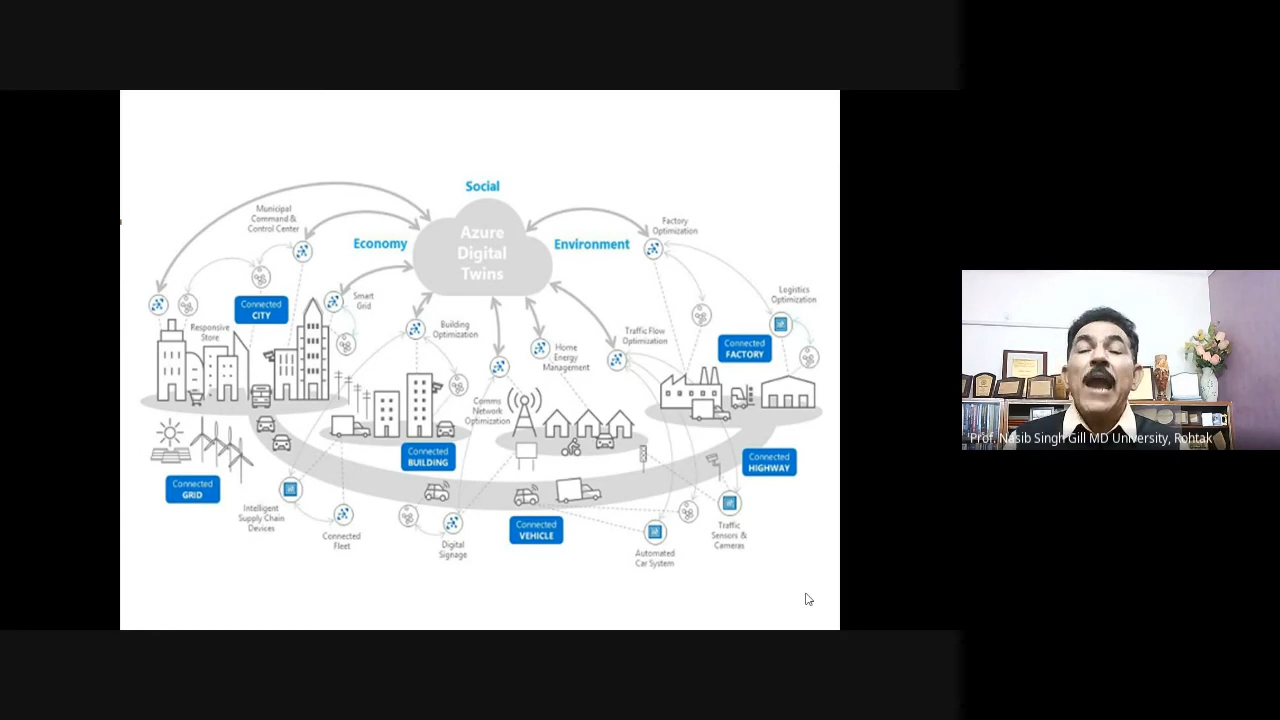 Social
Azure
Digital
Twins
Economy
Environment
Municipal
Command &
Control Center
Factory
Optimization
Connected
CITY
Smart
Grid
Logistics
Optimization
Responsive
Store
Building
Optimization
Home
Energy
Management
Traffic Flow
Optimization
Connected
FACTORY
Comms
Network
Optimization
Connected
BUILDING
Connected
HIGHWAY
Connected
GRID
Intelligent
Supply Chain
Devices
Connected
Fleet
Digital
Signage
Connected
VEHICLE
Automated
Car System
Traffic
Sensors &
Cameras
'Prof. Nasib Singh Gill MD University, Rohtak